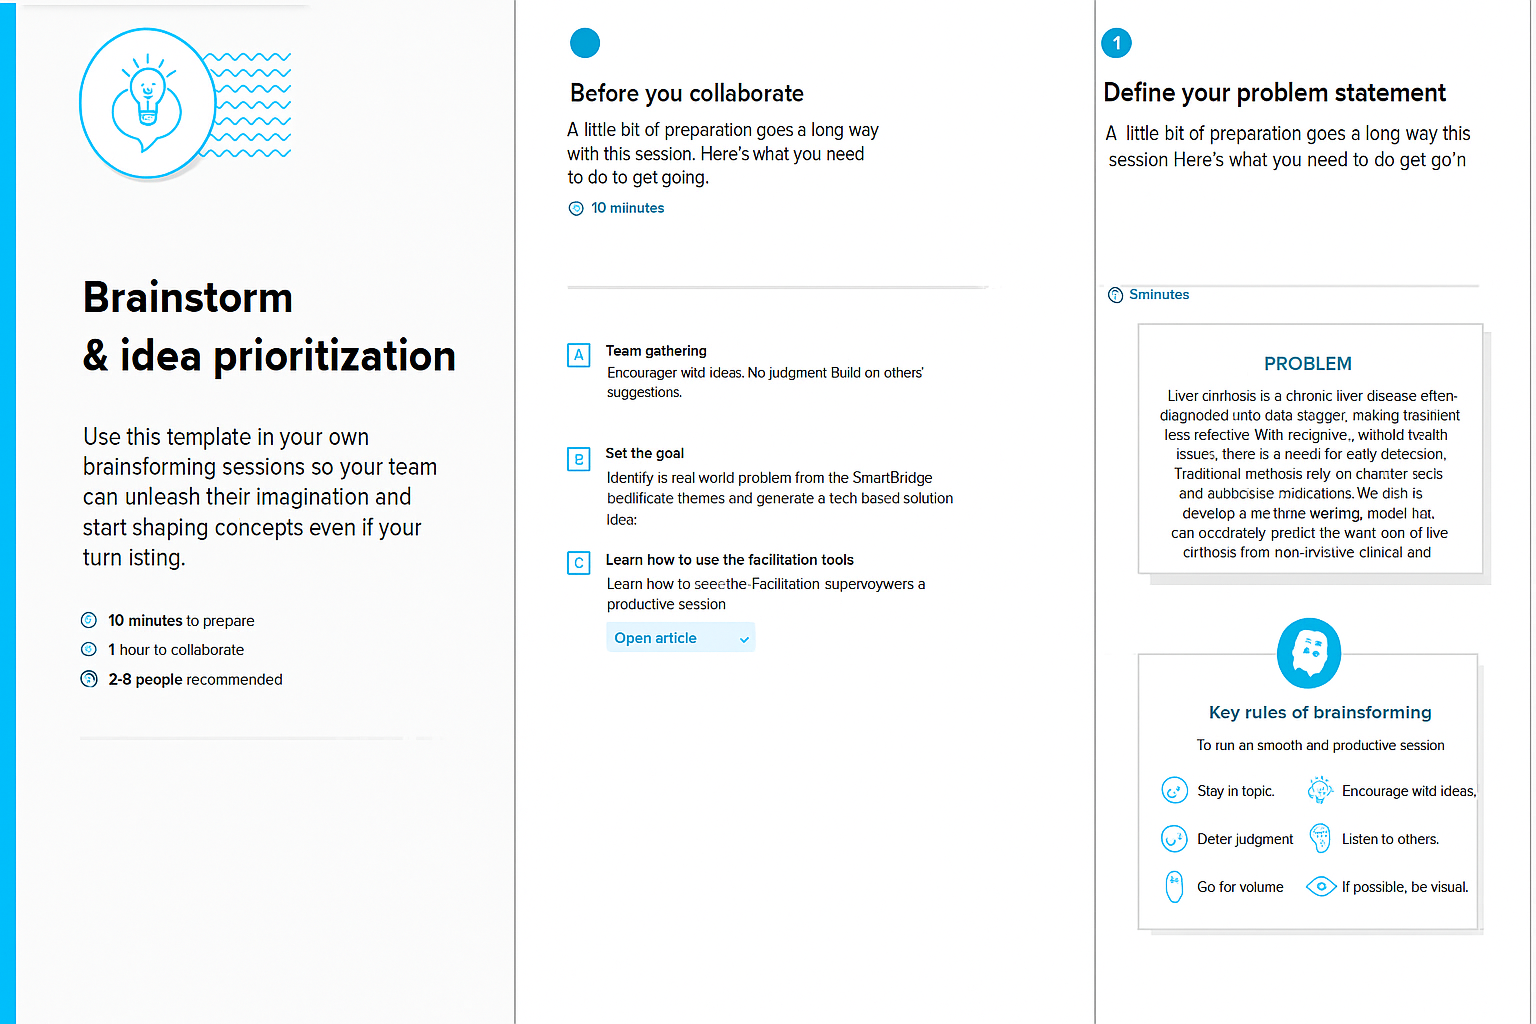 Brainstorm
& idea prioritization
Use this template in your own
brainsforming sessions so your team
can unleash their imagination and
start shaping concepts even if your
turn isting.
10 minutes to prepare
1 hour to collaborate
2-8 people recommended
Before you collaborate
A little bit of preparation goes a long way
with this session. Here's what you need
to do to get going.
10 miinutes
A
Team gathering
Encourager witd ideas. No judgment Build on others'
suggestions.
B
Set the goal
Identify is real world problem from the SmartBridge
bedlificate themes and generate a tech based solution
Idea:
C
Learn how to use the facilitation tools
Learn how to seeethe-Facilitation supervoywers a
productive session
Open article
1
Define your problem statement
A little bit of preparation goes a long way this
session Here's what you need to do get go'n
Sminutes
PROBLEM
Liver cinrhosis is a chronic liver disease eften-
diagnoded unto data stagger, making trasinient
less refective With recignive., withold tvealth
issues, there is a needi for eatly detecsion,
Traditional methosis rely on chamter secis
and aubbcisise midications. We dish is
develop a me thrne werimg, model hat.
can occdrately predict the want oon of live
cirthosis from non-irvistive clinical and
Key rules of brainsforming
To run an smooth and productive session
Stay in topic.
Encourage witd ideas,
Deter judgment
Listen to others.
Go for volume
If possible, be visual.